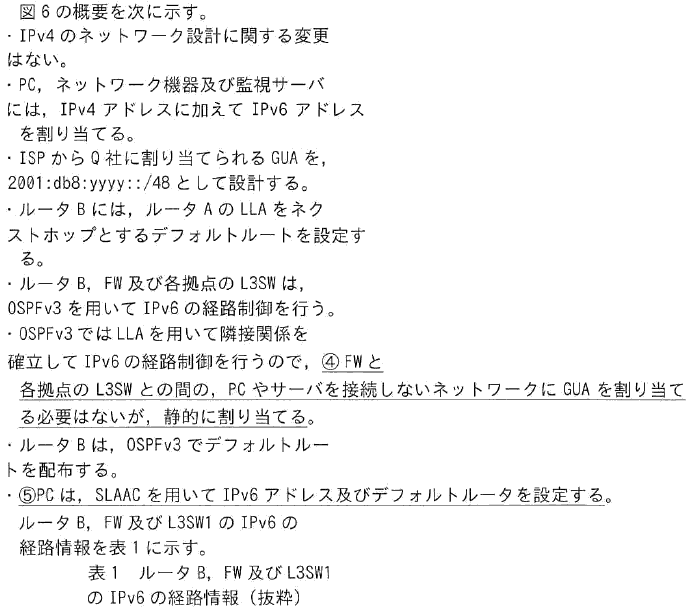 図6の概要を次に示す。
・IPv4のネットワーク設計に関する変更
はない。
・PC，ネットワーク機器及び監視サーバ
には，IPv4アドレスに加えてIPv6アドレス
を割り当てる。
・ISPからQ社に割り当てられるGUAを，
2001:db8:yyyy::/48として設計する。
・ルータBには，ルータAのLLAをネク
ストホップとするデフォルトルートを設定す
る。
・ルータB，FW及び各拠点のL3SWは，
OSPFv3を用いてIPv6の経路制御を行う。
・OSPFv3ではLLAを用いて隣接関係を
確立してIPv6の経路制御を行うので，④FWと
各拠点のL3SWとの間の，PCやサーバを接続しないネットワークにGUAを割り当て
る必要はないが，静的に割り当てる。
・ルータBは，OSPFv3でデフォルトルー
トを配布する。
・⑤PCは，SLAACを用いてIPv6アドレス及びデフォルトルータを設定する。
ルータB，FW及びL3SW1のIPv6の
経路情報を表1に示す。
表1　ルータB，FW及びL3SW1
のIPv6の経路情報（抜粋）